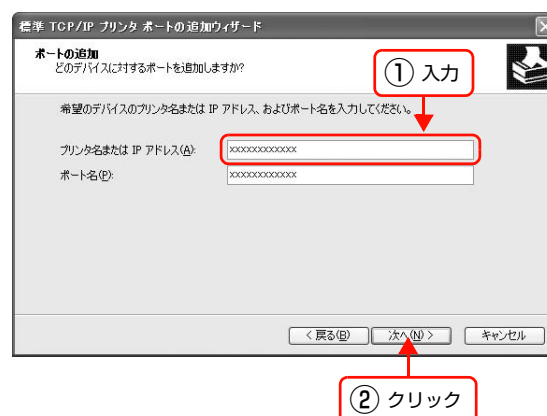 標準 TCP/IP プリンタ ポートの追加ウィザード
ポートの追加
どのデバイスに対するポートを追加しますか?
① 入力
希望のデバイスのプリンタ名または IP アドレス、およびポート名を入力してください。
プリンタ名または IP アドレス(A):
xxxxxxxxxxxx
ポート名(P):
xxxxxxxxxxxx
< 戻る(B)
次へ(N) >
キャンセル
② クリック